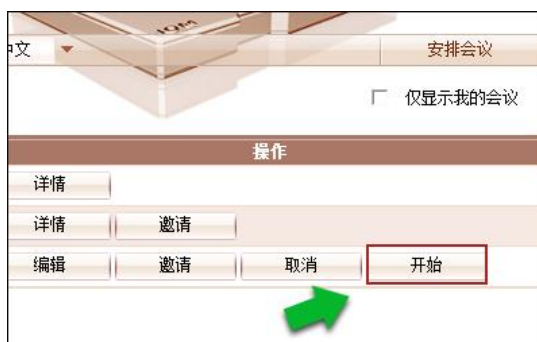 中文
安排会议
仅显示我的会议
操作
详情
详情 邀请
编辑 邀请 取消 开始